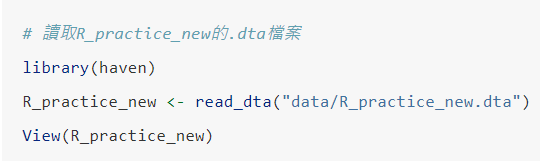 # 讀取R_practice_new的.dta檔案
library(haven)
R_practice_new <- read_dta("data/R_practice_new.dta")
View(R_practice_new)